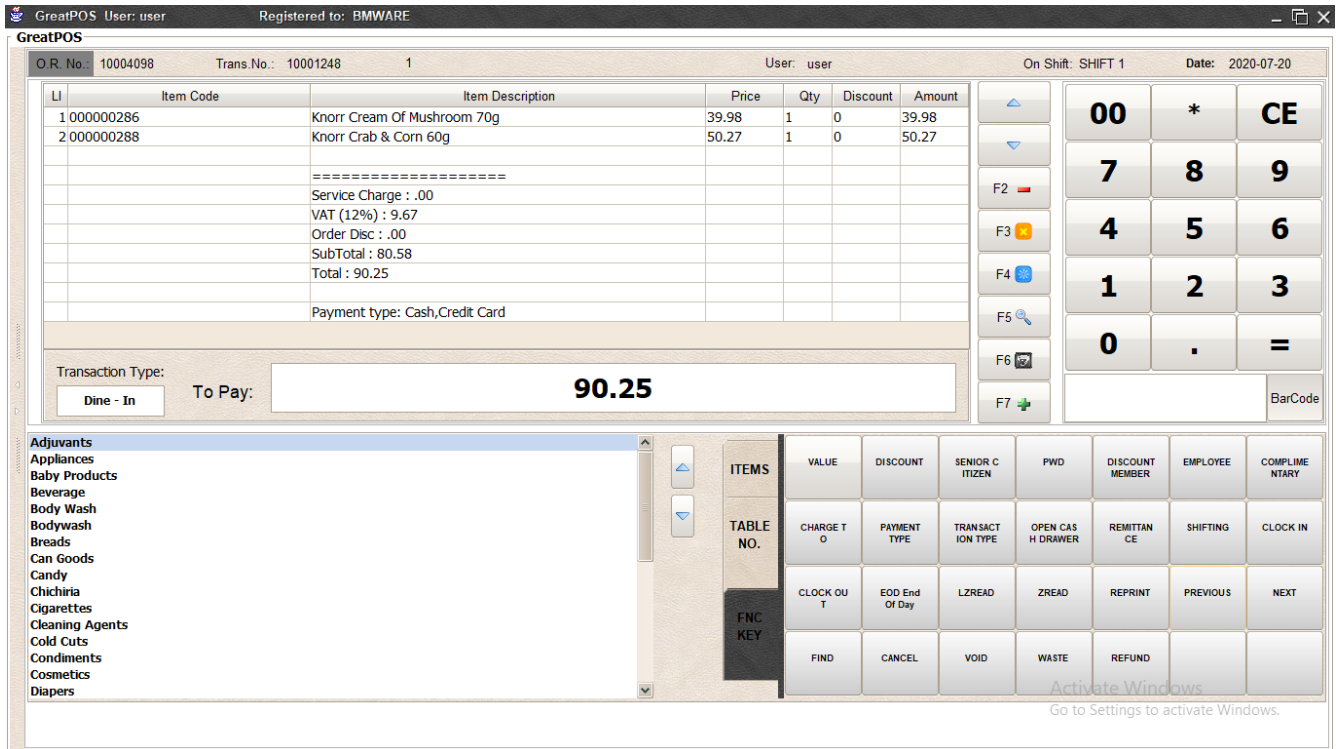 GreatPOS User: user Registered to: BMWARE
GreatPOS
O.R. No.: 10004098 Trans.No.: 10001248 1 User: user On Shift: SHIFT 1 Date: 2020-07-20
LI Item Code Item Description Price Qty Discount Amount
1 000000286 Knorr Cream Of Mushroom 70g 39.98 1 0 39.98
2 000000288 Knorr Crab & Corn 60g 50.27 1 0 50.27
=====================
Service Charge : .00
VAT (12%) : 9.67
Order Disc : .00
SubTotal : 80.58
Total : 90.25
Payment type: Cash,Credit Card
Transaction Type:
Dine - In
To Pay: 90.25
F2
F3
F4
F5
F6
F7
00 * CE
7 8 9
4 5 6
1 2 3
0 . =
BarCode
Adjuvants
Appliances
Baby Products
Beverage
Body Wash
Bodywash
Breads
Can Goods
Candy
Chichiria
Cigarettes
Cleaning Agents
Cold Cuts
Condiments
Cosmetics
Diapers
ITEMS
TABLE
NO.
FNC
KEY
VALUE
DISCOUNT
SENIOR C
ITIZEN
PWD
DISCOUNT
MEMBER
EMPLOYEE
COMPLIME
NTARY
CHARGE T
O
PAYMENT
TYPE
TRANSACT
ION TYPE
OPEN CAS
H DRAWER
REMITTAN
CE
SHIFTING
CLOCK IN
CLOCK OU
T
EOD End
Of Day
LZREAD
ZREAD
REPRINT
PREVIOUS
NEXT
FIND
CANCEL
VOID
WASTE
REFUND
Activate Windows
Go to Settings to activate Windows.